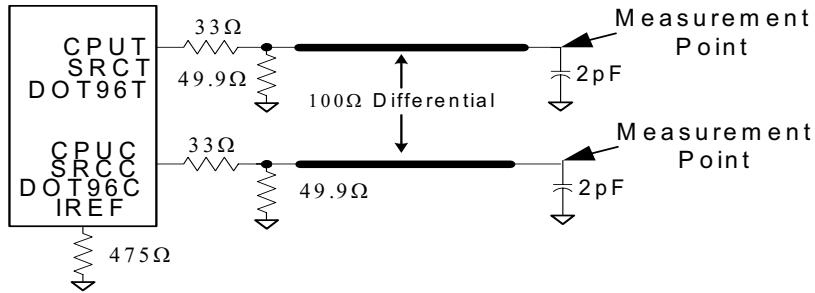 CPUT
SRCT
DOT96T
33Ω
49.9Ω
100Ω Differential
Measurement
Point
2pF
CPUC
SRCC
DOT96C
IREF
33Ω
49.9Ω
Measurement
Point
2pF
475Ω